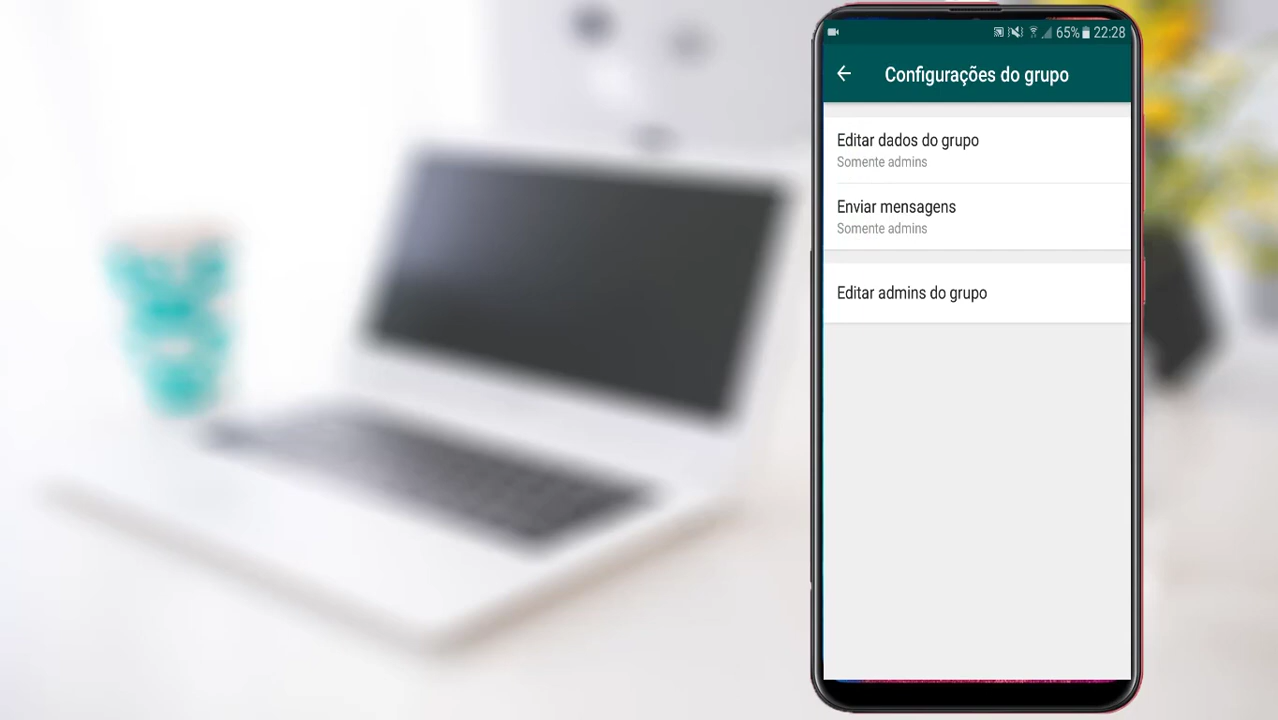 65% 22:28
Configurações do grupo
Editar dados do grupo
Somente admins
Enviar mensagens
Somente admins
Editar admins do grupo